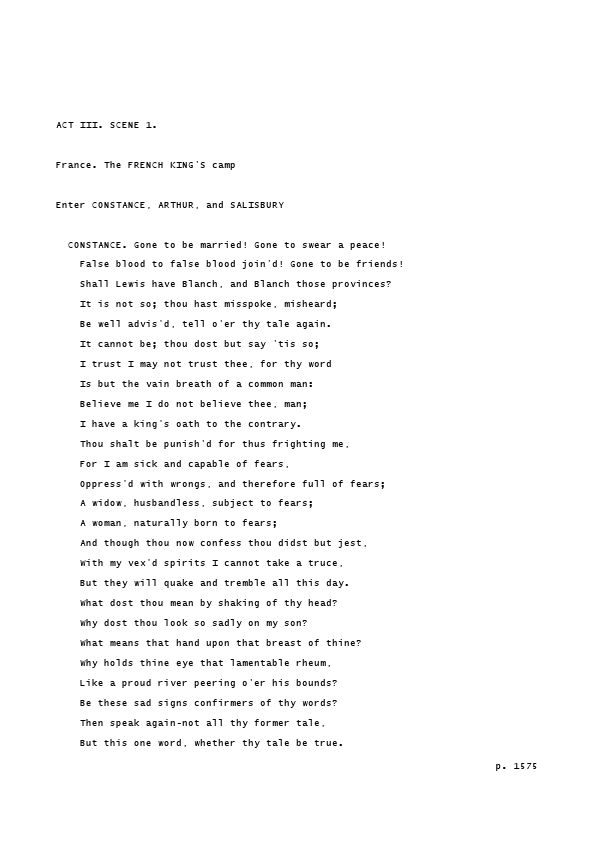 ACT III. SCENE 1.
France. The FRENCH KING'S camp
Enter CONSTANCE, ARTHUR, and SALISBURY
CONSTANCE. Gone to be married! Gone to swear a peace!
False blood to false blood join'd! Gone to be friends!
Shall Lewis have Blanch, and Blanch those provinces?
It is not so; thou hast misspoke, misheard;
Be well advis'd, tell o'er thy tale again.
It cannot be; thou dost but say 'tis so;
I trust I may not trust thee, for thy word
Is but the vain breath of a common man:
Believe me I do not believe thee, man;
I have a king's oath to the contrary.
Thou shalt be punish'd for thus frighting me,
For I am sick and capable of fears,
Oppress'd with wrongs, and therefore full of fears;
A widow, husbandless, subject to fears;
A woman, naturally born to fears;
And though thou now confess thou didst but jest,
With my vex'd spirits I cannot take a truce,
But they will quake and tremble all this day.
What dost thou mean by shaking of thy head?
Why dost thou look so sadly on my son?
What means that hand upon that breast of thine?
Why holds thine eye that lamentable rheum,
Like a proud river peering o'er his bounds?
Be these sad signs confirmers of thy words?
Then speak again-not all thy former tale,
But this one word, whether thy tale be true.
p. 1575